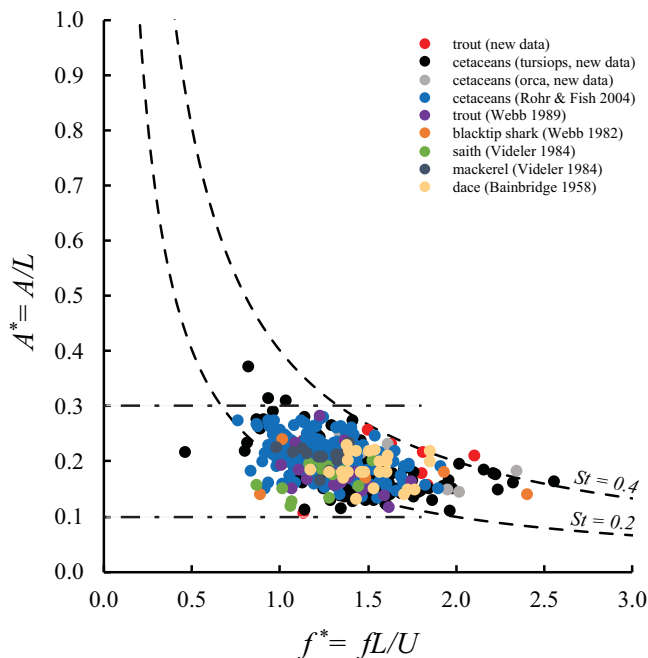 1.0
0.9
0.8
0.7
0.6
0.5
0.4
0.3
0.2
0.1
0.0
A* = A/L
trout (new data)
cetaceans (tursiops, new data)
cetaceans (orca, new data)
cetaceans (Rohr & Fish 2004)
trout (Webb 1989)
blacktip shark (Webb 1982)
saith (Videler 1984)
mackerel (Videler 1984)
dace (Bainbridge 1958)
St = 0.4
St = 0.2
0.0 0.5 1.0 1.5 2.0 2.5 3.0
f* = fL/U